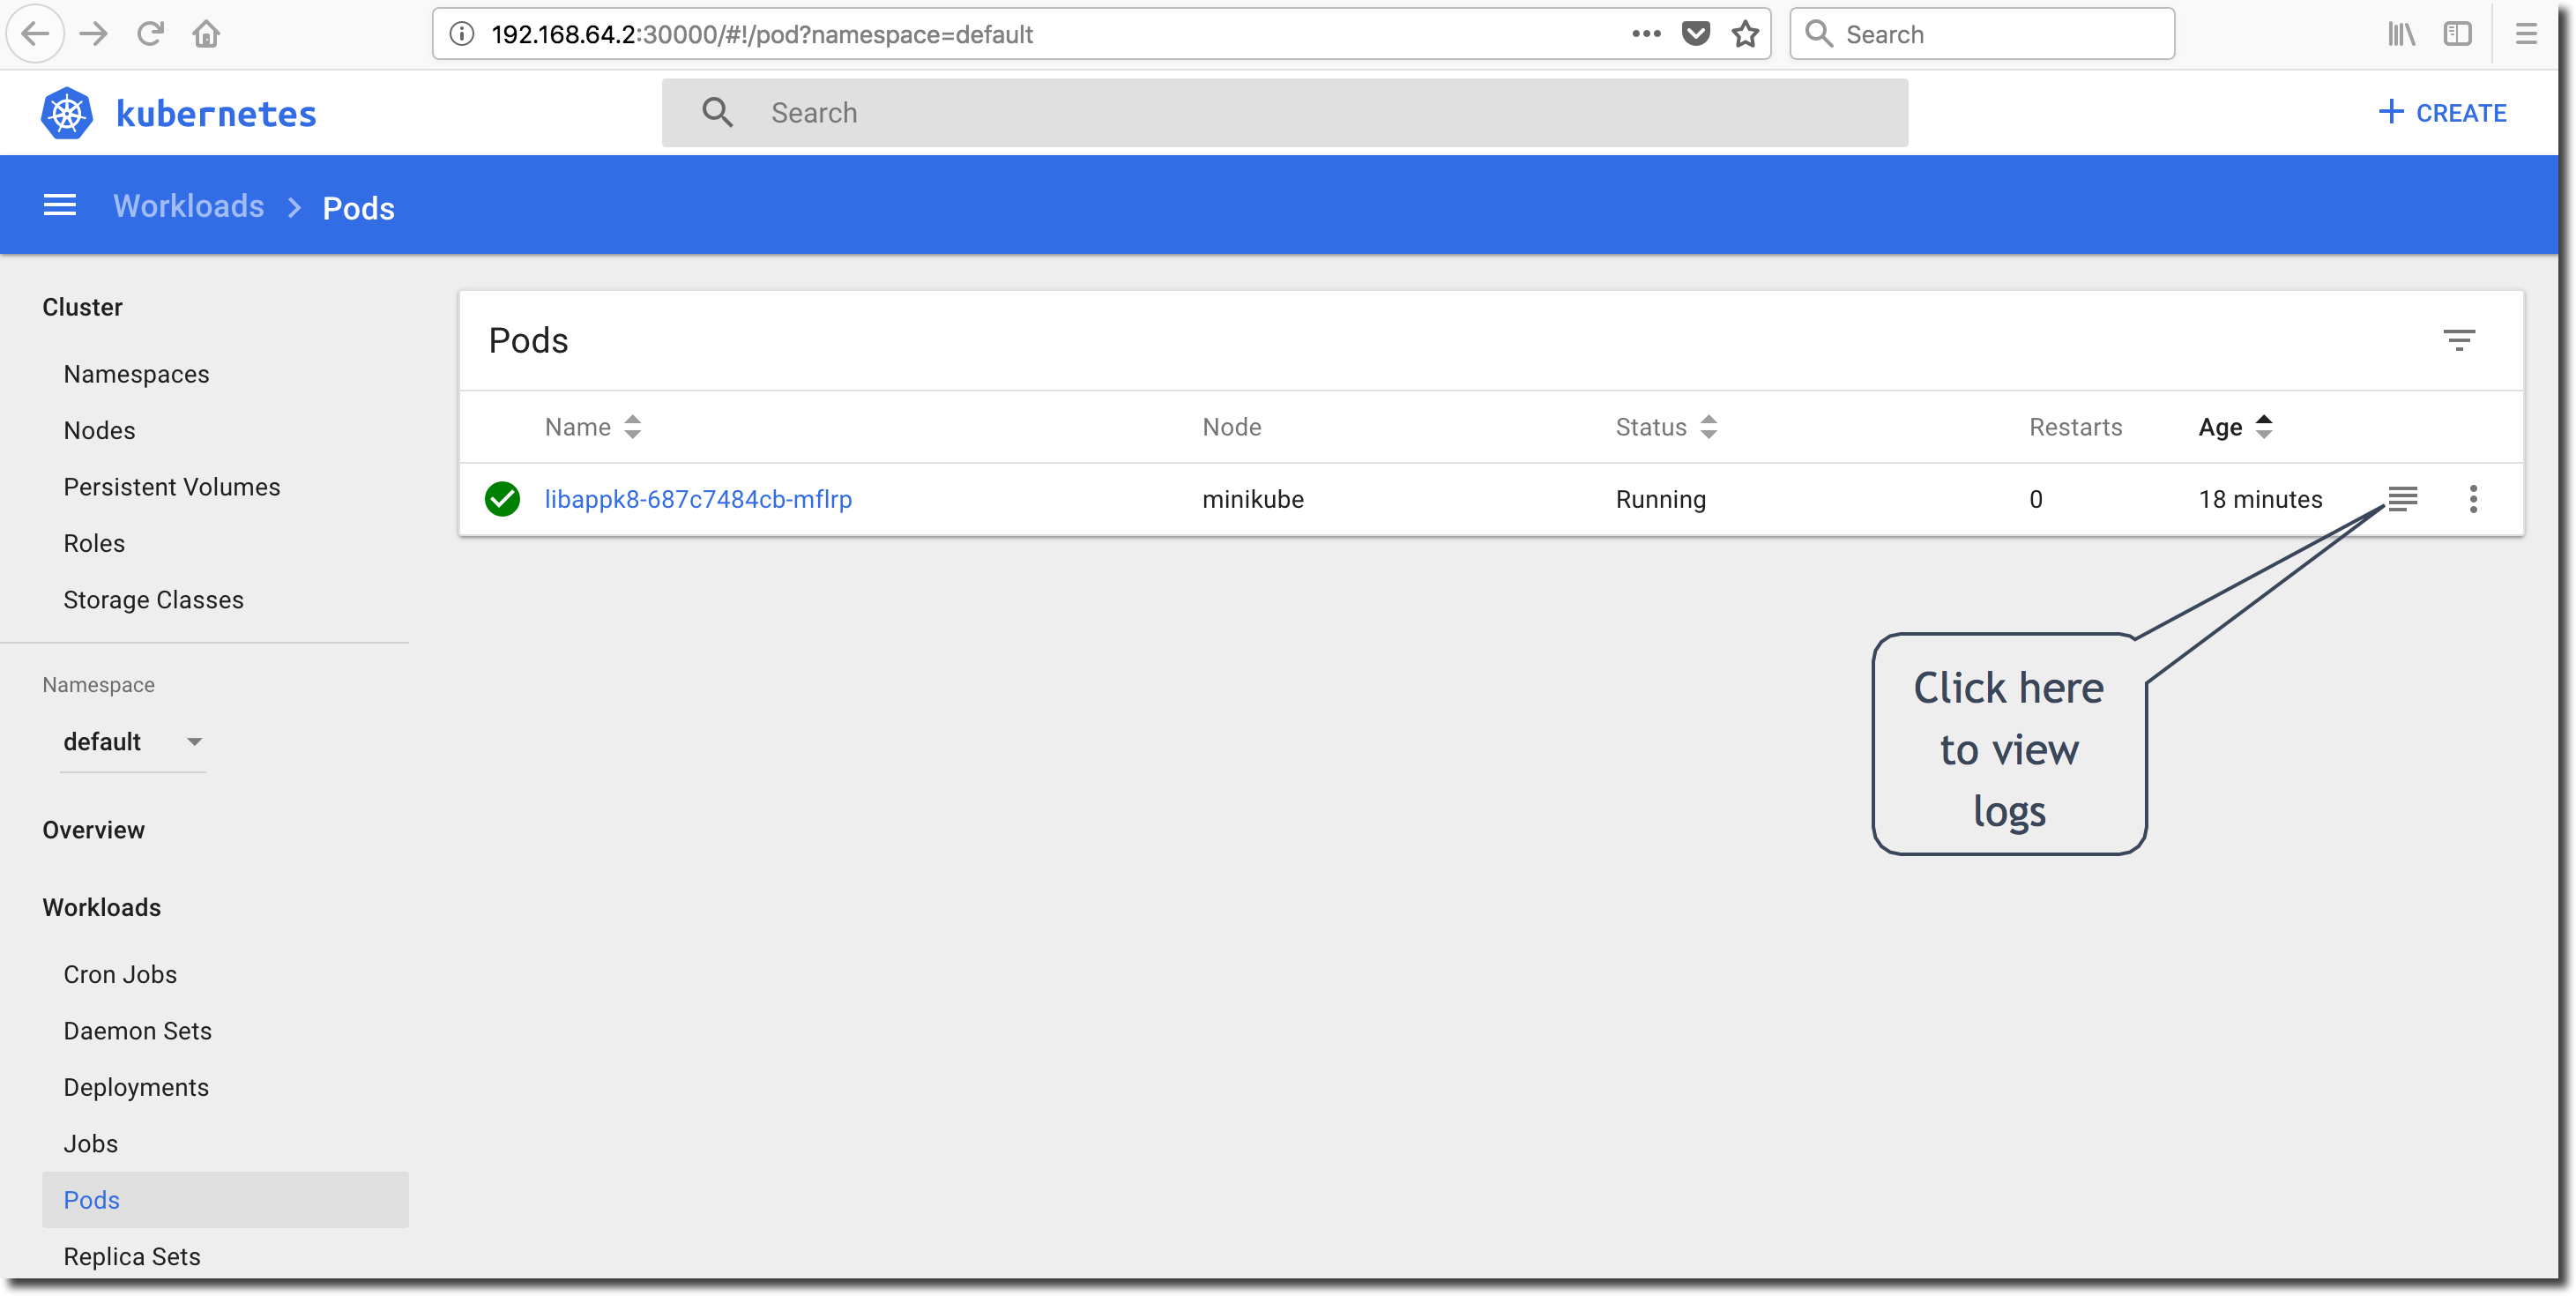 192.168.64.2:30000/#!/pod?namespace=default
Search
kubernetes
Search
CREATE
Workloads
Pods
Cluster
Namespaces
Nodes
Persistent Volumes
Roles
Storage Classes
Namespace
default
Overview
Workloads
Cron Jobs
Daemon Sets
Deployments
Jobs
Pods
Replica Sets
Pods
Name Node Status Restarts Age
libappk8-687c7484cb-mflrp minikube Running 0 18 minutes
Click here
to view
logs